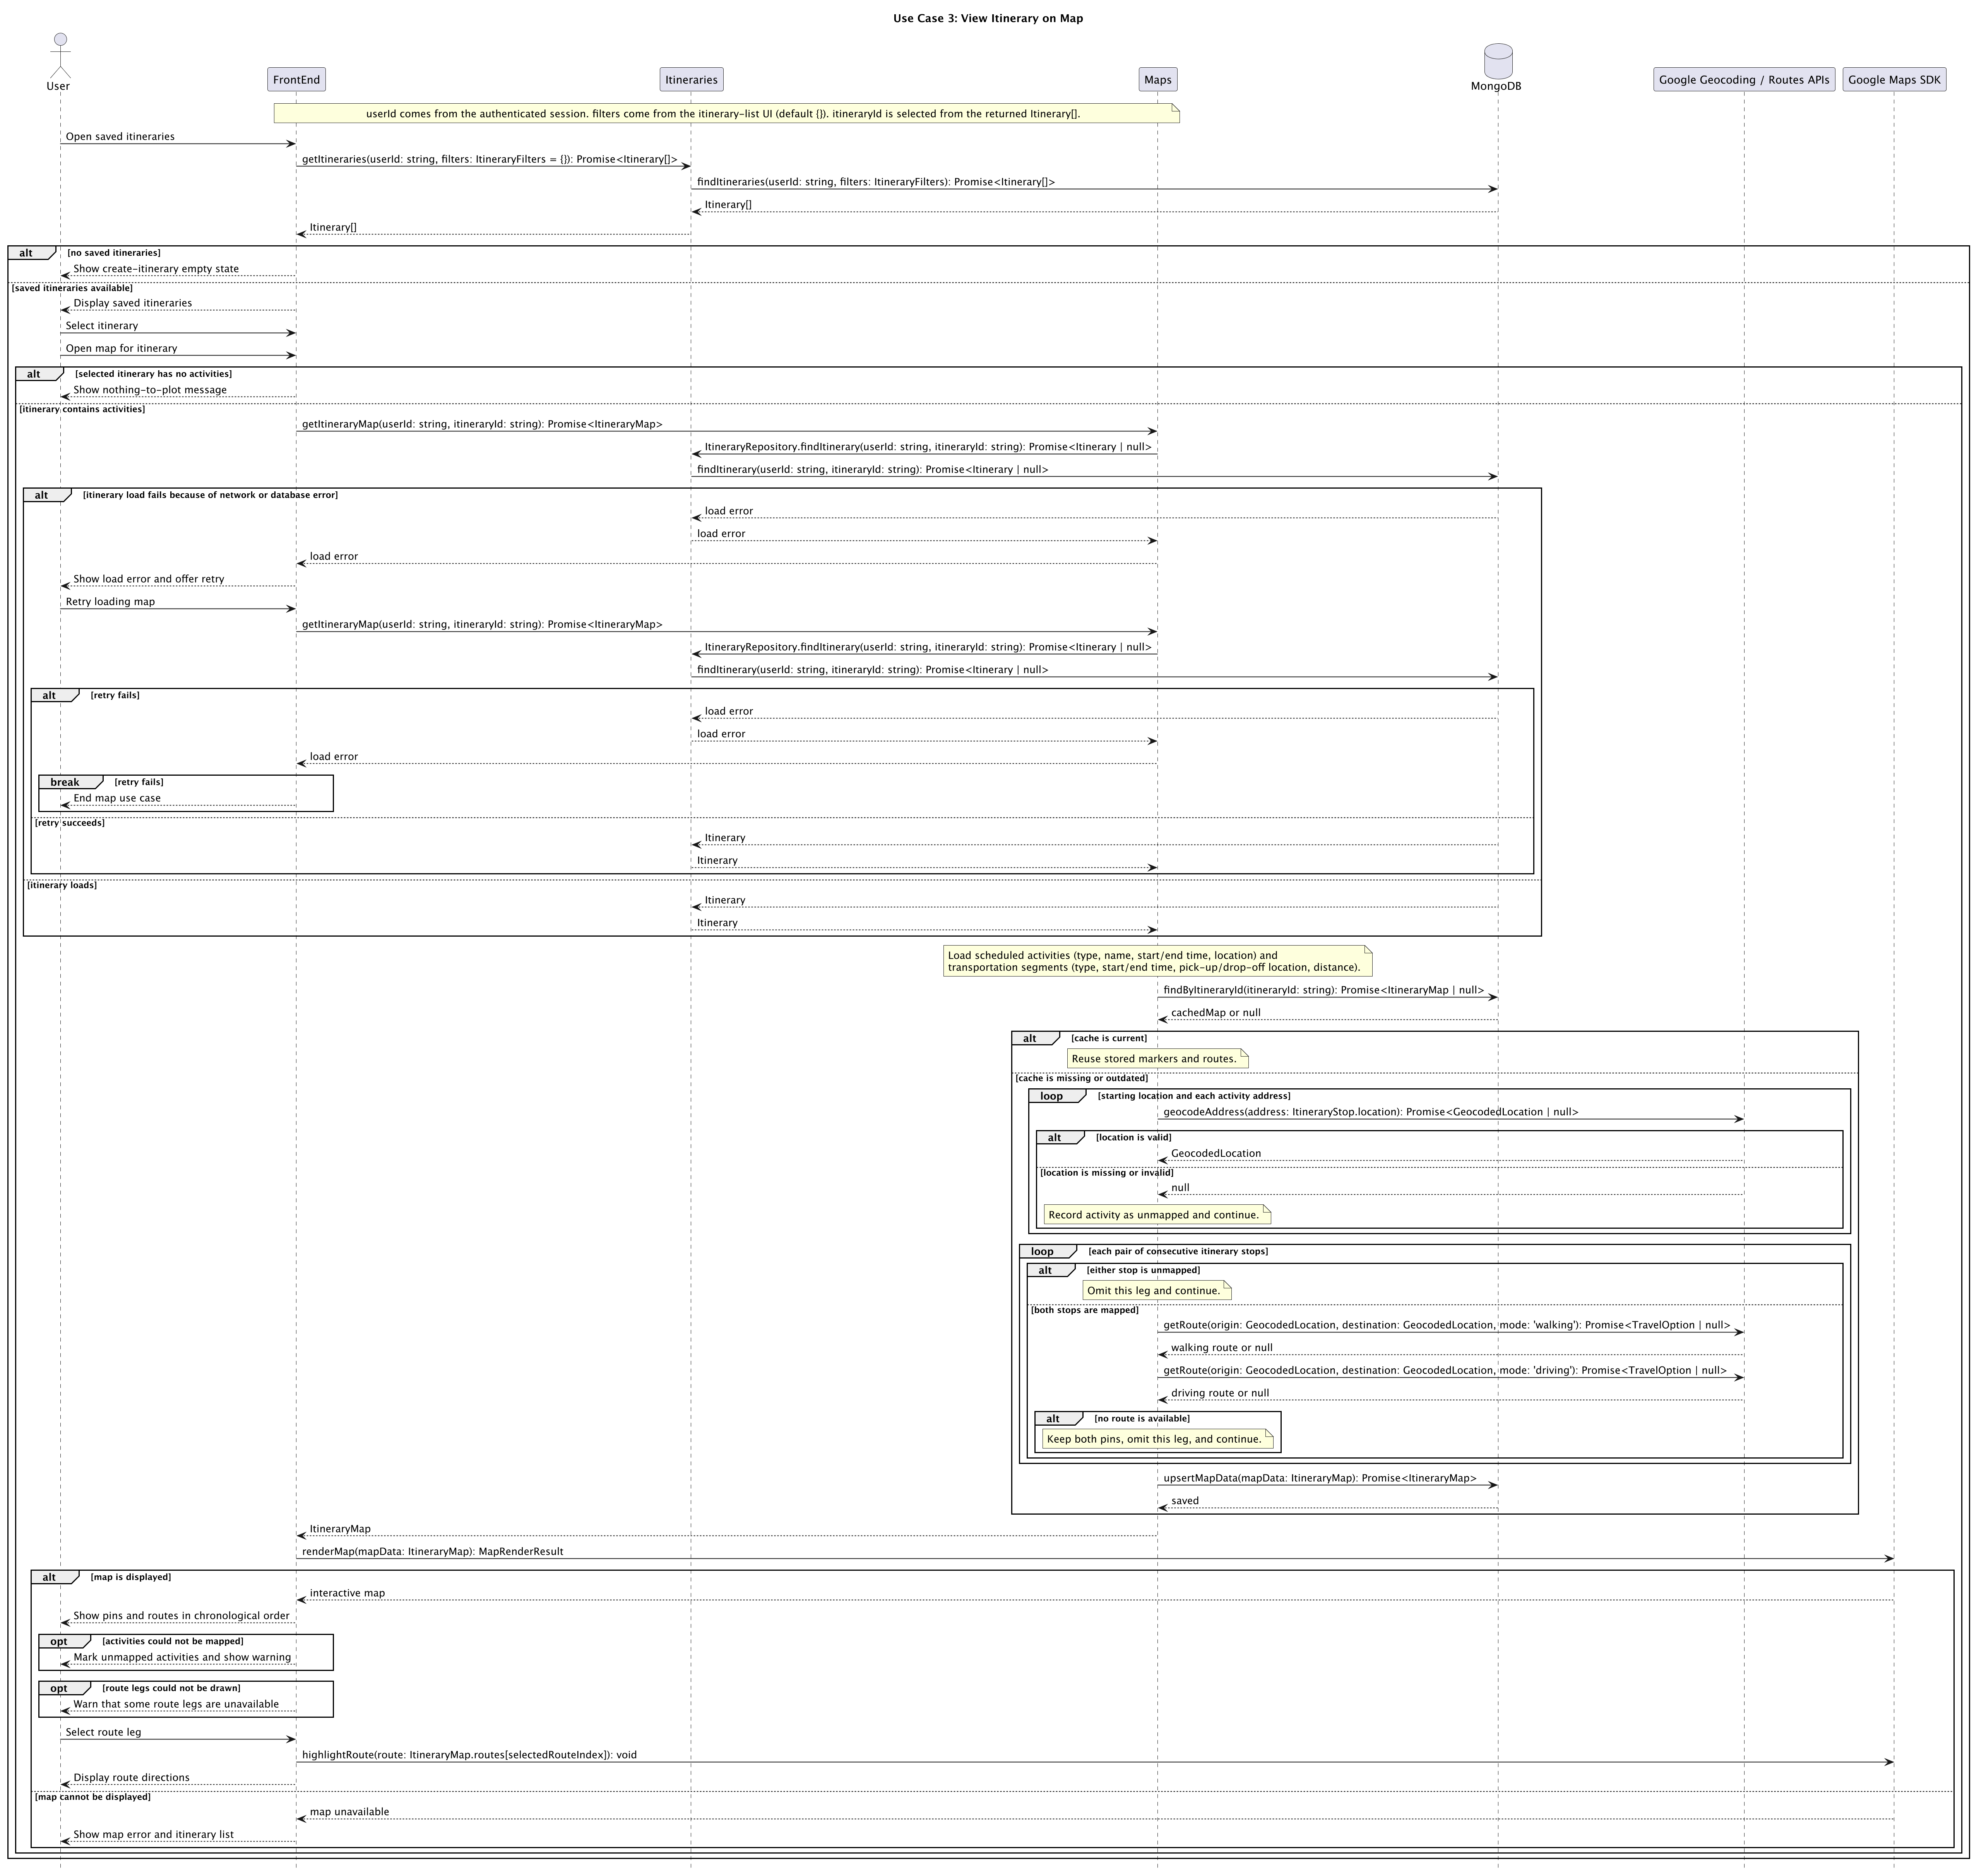 Use Case 3: View Itinerary on Map
User
FrontEnd
Itineraries
Maps
MongoDB
Google Geocoding / Routes APIs
Google Maps SDK
userId comes from the authenticated session. filters come from the itinerary-list UI (default {}). itineraryId is selected from the returned Itinerary[].
Open saved itineraries
getItineraries(userId: string, filters: ItineraryFilters = {}): Promise<Itinerary[]>
findItineraries(userId: string, filters: ItineraryFilters): Promise<Itinerary[]>
Itinerary[]
Itinerary[]
alt [no saved itineraries]
Show create-itinerary empty state
[saved itineraries available]
Display saved itineraries
Select itinerary
Open map for itinerary
alt [selected itinerary has no activities]
Show nothing-to-plot message
[itinerary contains activities]
getItineraryMap(userId: string, itineraryId: string): Promise<ItineraryMap>
ItineraryRepository.findItinerary(userId: string, itineraryId: string): Promise<Itinerary | null>
findItinerary(userId: string, itineraryId: string): Promise<Itinerary | null>
alt [itinerary load fails because of network or database error]
load error
load error
load error
Show load error and offer retry
Retry loading map
getItineraryMap(userId: string, itineraryId: string): Promise<ItineraryMap>
ItineraryRepository.findItinerary(userId: string, itineraryId: string): Promise<Itinerary | null>
findItinerary(userId: string, itineraryId: string): Promise<Itinerary | null>
alt [retry fails]
load error
load error
load error
break [retry fails]
End map use case
[retry succeeds]
Itinerary
Itinerary
[itinerary loads]
Itinerary
Itinerary
Load scheduled activities (type, name, start/end time, location) and
transportation segments (type, start/end time, pick-up/drop-off location, distance).
findByItineraryId(itineraryId: string): Promise<ItineraryMap | null>
cachedMap or null
alt [cache is current]
Reuse stored markers and routes.
[cache is missing or outdated]
loop [starting location and each activity address]
geocodeAddress(address: ItineraryStop.location): Promise<GeocodedLocation | null>
alt [location is valid]
GeocodedLocation
[location is missing or invalid]
null
Record activity as unmapped and continue.
loop [each pair of consecutive itinerary stops]
alt [either stop is unmapped]
Omit this leg and continue.
[both stops are mapped]
getRoute(origin: GeocodedLocation, destination: GeocodedLocation, mode: 'walking'): Promise<TravelOption | null>
walking route or null
getRoute(origin: GeocodedLocation, destination: GeocodedLocation, mode: 'driving'): Promise<TravelOption | null>
driving route or null
alt [no route is available]
Keep both pins, omit this leg, and continue.
upsertMapData(mapData: ItineraryMap): Promise<ItineraryMap>
saved
ItineraryMap
renderMap(mapData: ItineraryMap): MapRenderResult
alt [map is displayed]
interactive map
Show pins and routes in chronological order
opt [activities could not be mapped]
Mark unmapped activities and show warning
opt [route legs could not be drawn]
Warn that some route legs are unavailable
Select route leg
highlightRoute(route: ItineraryMap.routes[selectedRouteIndex]): void
Display route directions
[map cannot be displayed]
map unavailable
Show map error and itinerary list